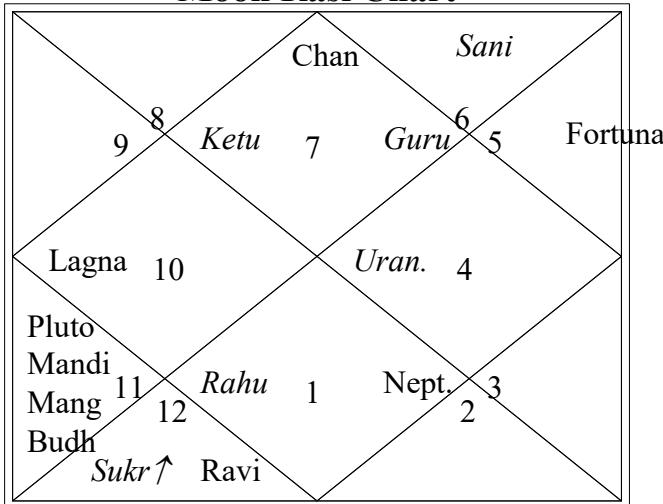 Moon Rasi Chart
Chan
Sani
8
6
9
Ketu
7
Guru
5
Fortuna
Lagna
10
Uran.
4
Pluto
Mandi
Mang
Budh
11
12
Rahu
1
Nept.
3
2
Sukr↑
Ravi